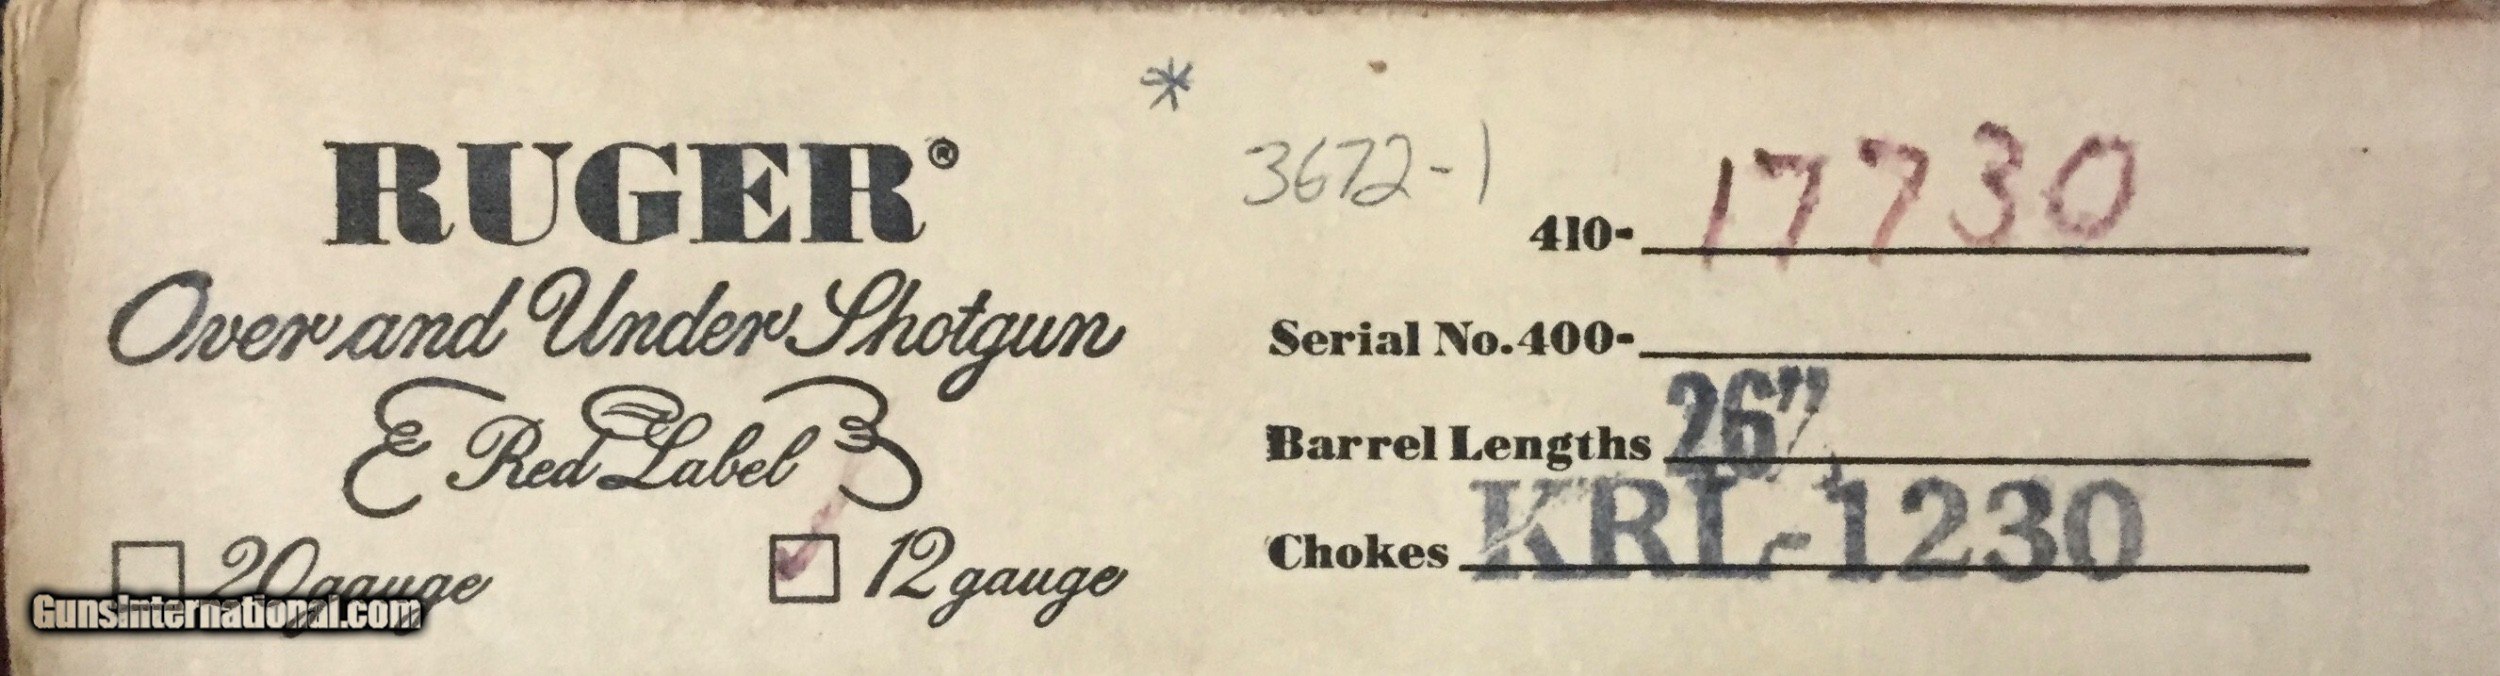 *
RUGER®
Over and Under Shotgun
Red Label
20 gauge
12 gauge
3672-1
410- 17730
Serial No. 400-
Barrel Lengths 26"
Chokes KRL-1230
GunsInternational.com